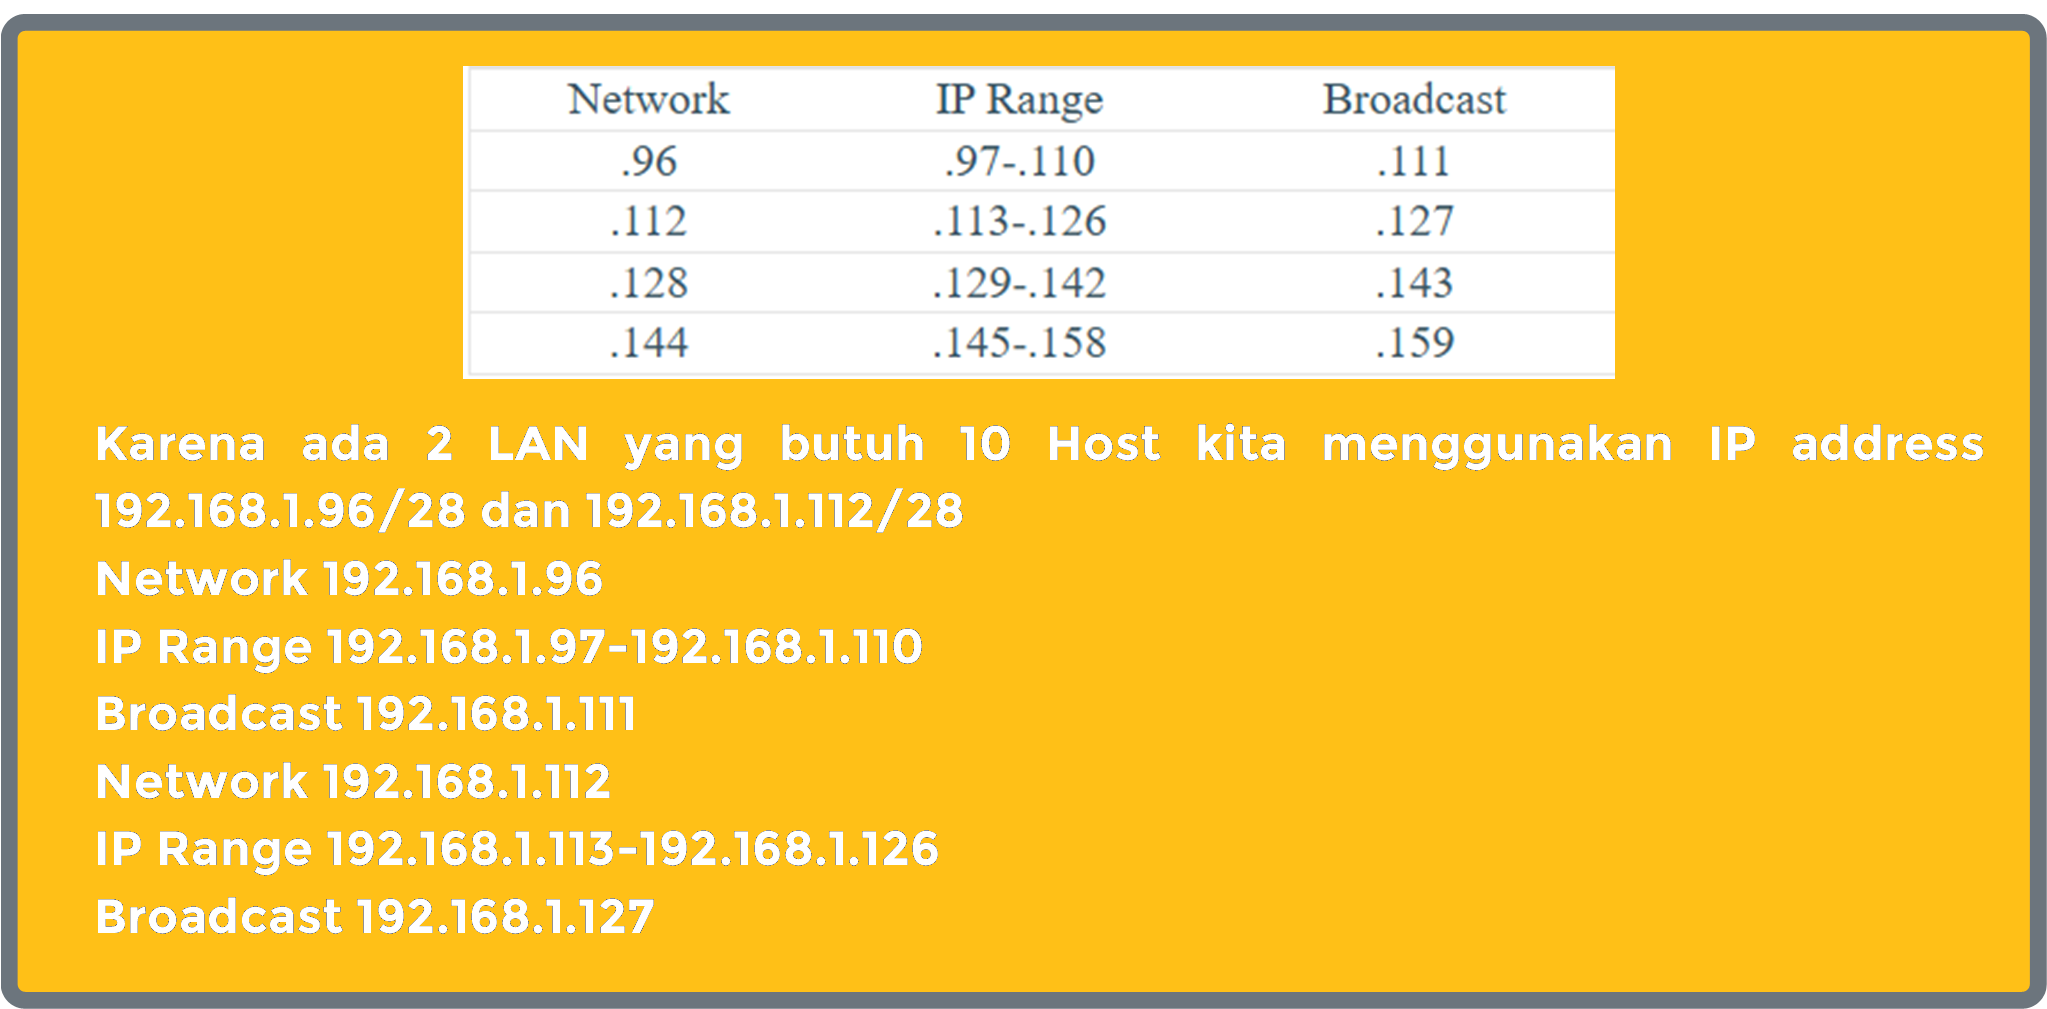 Network IP Range Broadcast
.96 .97-.110 .111
.112 .113-.126 .127
.128 .129-.142 .143
.144 .145-.158 .159
Karena ada 2 LAN yang butuh 10 Host kita menggunakan IP address
192.168.1.96/28 dan 192.168.1.112/28
Network 192.168.1.96
IP Range 192.168.1.97-192.168.1.110
Broadcast 192.168.1.111
Network 192.168.1.112
IP Range 192.168.1.113-192.168.1.126
Broadcast 192.168.1.127